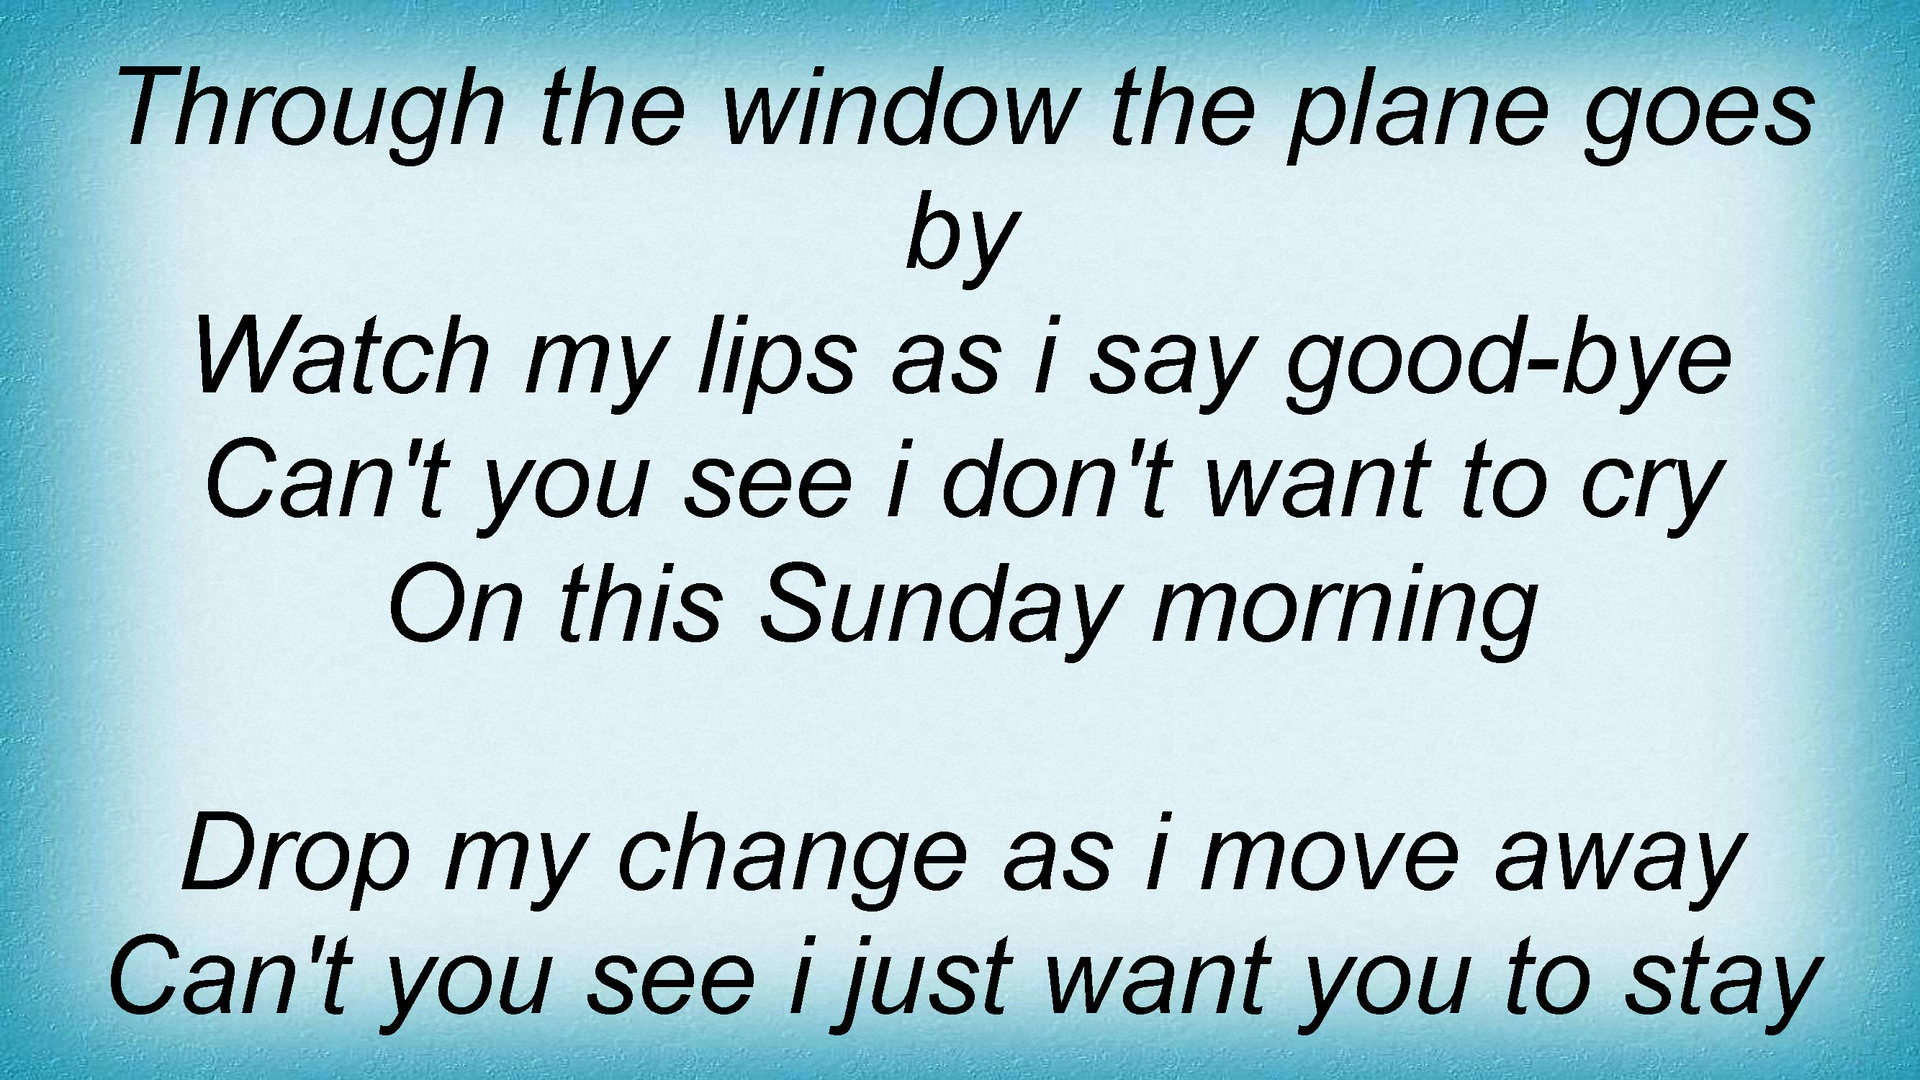 Through the window the plane goes
by
Watch my lips as i say good-bye
Can't you see i don't want to cry
On this Sunday morning
Drop my change as i move away
Can't you see i just want you to stay